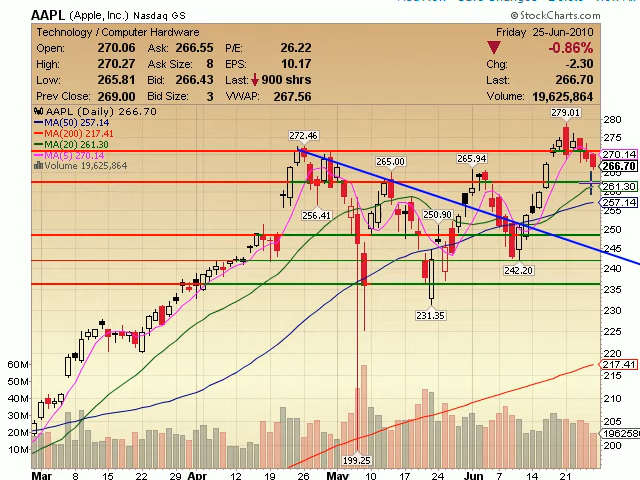 AAPL (Apple, Inc.) Nasdaq GS
© StockCharts.com
Technology / Computer Hardware
Friday 25-Jun-2010
Open: 270.06 Ask: 266.55 P/E: 26.22
-0.86%
High: 270.27 Ask Size: 8 EPS: 10.17
Chg: -2.30
Low: 265.81 Bid: 266.43 Last: 900 shrs
Last: 266.70
Prev Close: 269.00 Bid Size: 3 VWAP: 267.56
Volume: 19,625,864
AAPL (Daily) 266.70
MA(50) 257.14
MA(200) 217.41
MA(20) 261.30
MA(5) 270.14
Volume 19,625,864
279.01
272.46
265.00
265.94
256.41
250.90
242.20
231.35
199.25
280
275
270.14
266.70
261.30
257.14
250
245
240
235
230
225
220
217.41
215
210
205
200
1962586
60M
50M
40M
30M
20M
10M
Mar 8 15 22 29 Apr 12 19 26 May 10 17 24 Jun 7 14 21